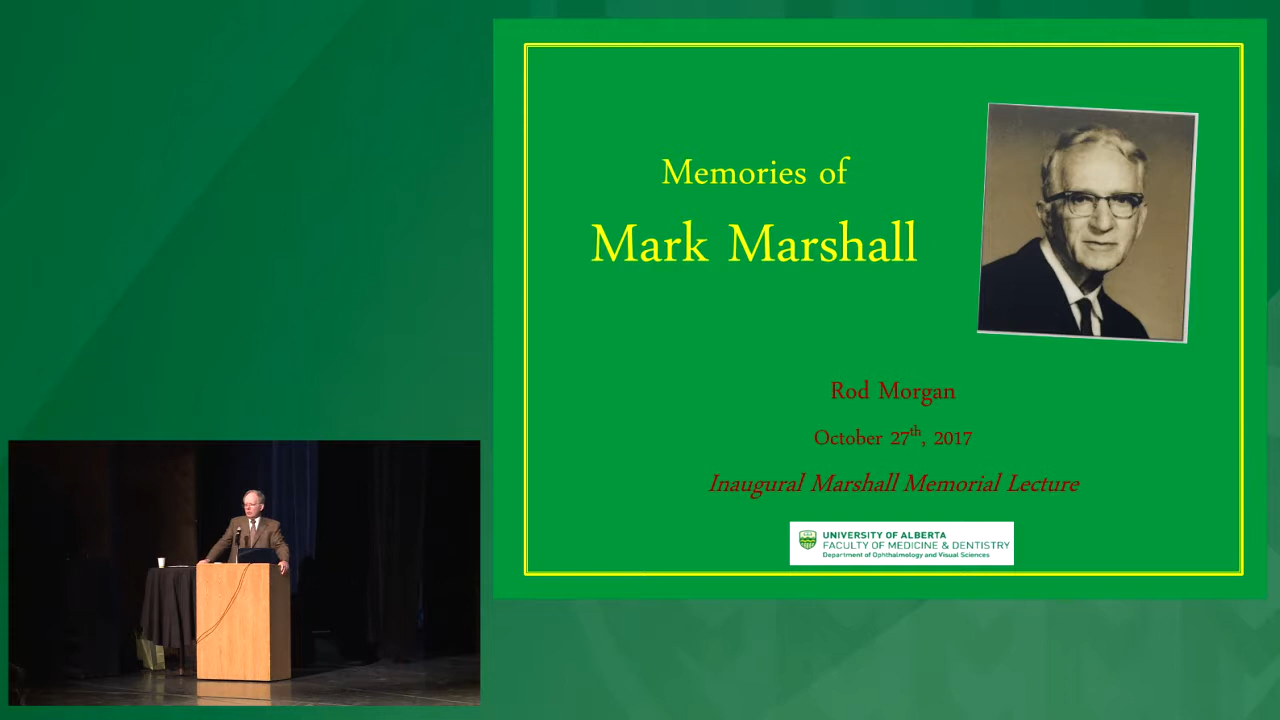 Memories of
Mark Marshall
Rod Morgan
October 27th, 2017
Inaugural Marshall Memorial Lecture
UNIVERSITY OF ALBERTA
FACULTY OF MEDICINE & DENTISTRY
Department of Ophthalmology and Visual Sciences